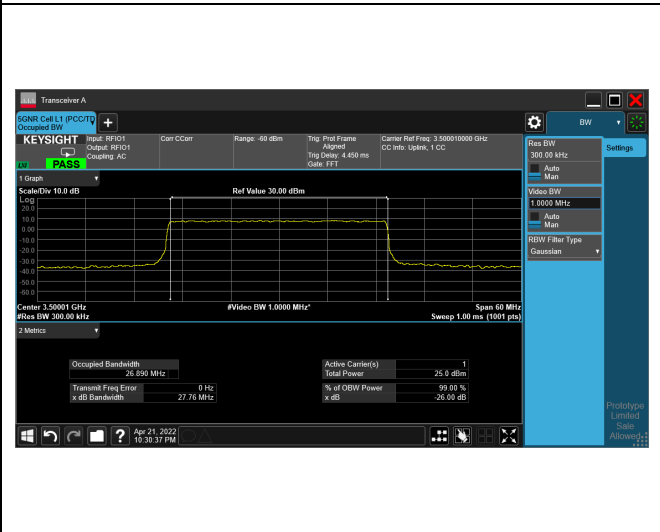 Transceiver A
5GNR Cell L1 (PCC/TD
Occupied BW
+
BW
KEYSIGHT
LXI
PASS
Input: RFIO1
Output: RFIO1
Coupling: AC
Corr CCorr
Range: -60 dBm
Trig: Prot Frame
Aligned
Trig Delay: 4.450 ms
Gate: FFT
Carrier Ref Freq: 3.500010000 GHz
CC Info: Uplink, 1 CC
1 Graph
Scale/Div 10.0 dB
Ref Value 30.00 dBm
Log
20.0
10.0
0.00
-10.0
-20.0
-30.0
-40.0
-50.0
-60.0
Center 3.50001 GHz
#Video BW 1.0000 MHz*
Span 60 MHz
#Res BW 300.00 kHz
Sweep 1.00 ms (1001 pts)
2 Metrics
Occupied Bandwidth
26.890 MHz
Active Carrier(s) 1
Total Power 25.0 dBm
Transmit Freq Error 0 Hz
x dB Bandwidth 27.76 MHz
% of OBW Power 99.00 %
x dB -26.00 dB
Res BW
300.00 kHz
Auto
Man
Video BW
1.0000 MHz
Auto
Man
RBW Filter Type
Gaussian
Settings
Prototype
Limited
Sale
Allowed
?
Apr 21, 2022
10:30:37 PM